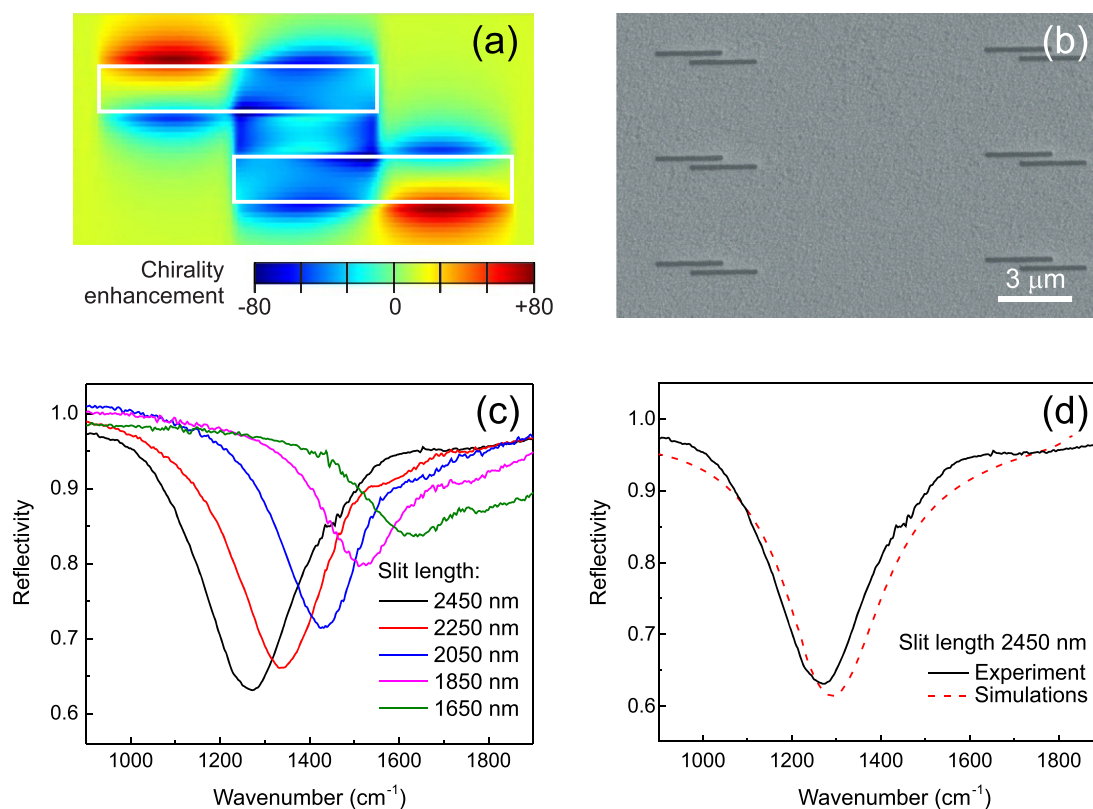 (a)
Chirality
enhancement
-80 0 +80
(b)
3 μm
(c)
1.0
0.9
0.8
0.7
0.6
Reflectivity
Slit length:
2450 nm
2250 nm
2050 nm
1850 nm
1650 nm
1000 1200 1400 1600 1800
Wavenumber (cm⁻¹)
(d)
1.0
0.9
0.8
0.7
0.6
Reflectivity
Slit length 2450 nm
Experiment
Simulations
1000 1200 1400 1600 1800
Wavenumber (cm⁻¹)